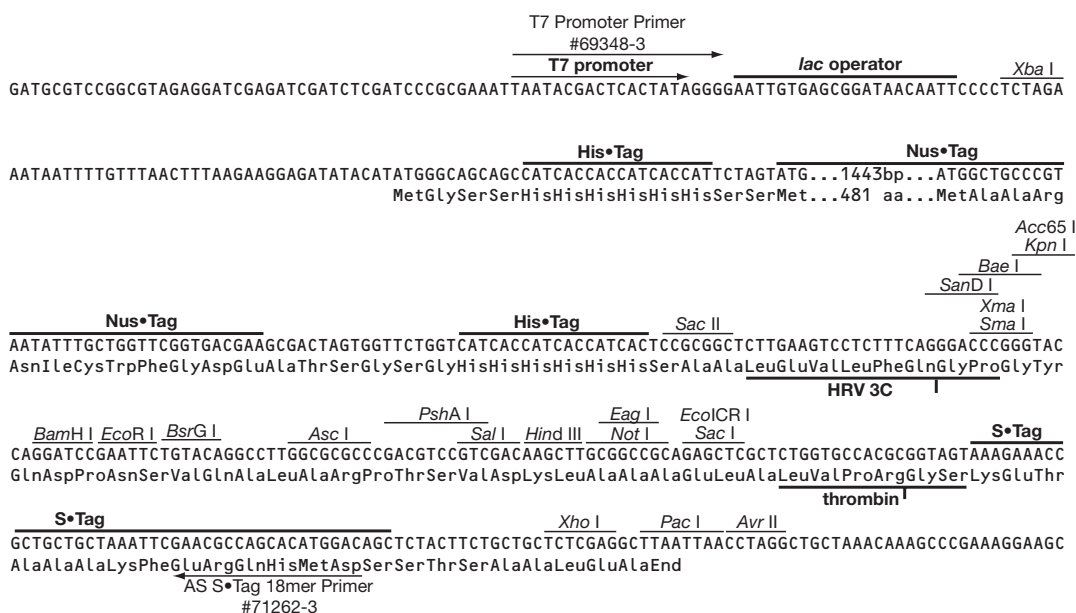 T7 Promoter Primer
#69348-3
T7 promoter
lac operator
Xba I
GATGCGTCCGGCGTAGAGGATCGAGATCGATCTCGATCCCGCGAAATTAATACGACTCACTATAGGGGAATTGTGAGCGGATAACAATTCCCCTCTAGA
His•Tag
Nus•Tag
AATAATTTTGTTTAACTTTAAGAAGGAGATATACATATGGGCAGCAGCCATCACCACCATCACCATTCTAGTATG...1443bp...ATGGCTGCCCGT
MetGlySerSerHisHisHisHisHisHisSerSerMet...481 aa...MetAlaAlaArg
Acc65 I
Kpn I
Bae I
SanD I
Xma I
Nus•Tag
His•Tag
Sac II
Sma I
AATATTTGCTGGTTCGGTGACGAAGCGACTAGTGGTTCTGGTCATCACCATCACCATCACTCCGCGGCTCTTGAAGTCCTCTTTCAGGGACCCGGGTAC
AsnIleCysTrpPheGlyAspGluAlaThrSerGlySerGlyHisHisHisHisHisHisSerAlaAlaLeuGluValLeuPheGlnGlyProGlyTyr
HRV 3C
PshA I
Eag I
EcoICR I
BamH I
EcoR I
BsrG I
Asc I
Sal I
Hind III
Not I
Sac I
S•Tag
CAGGATCCGAATTCTGTACAGGCCTTGGCGCGCCCGACGTCCGTCGACAAGCTTGCGGCCGCAGAGCTCGCTCTGGTGCCACGCGGTAGTAAAGAAACC
GlnAspProAsnSerValGlnAlaLeuAlaArgProThrSerValAspLysLeuAlaAlaAlaGluLeuAlaLeuValProArgGlySerLysGluThr
thrombin
S•Tag
Xho I
Pac I
Avr II
GCTGCTGCTAAATTCGAACGCCAGCACATGGACAGCTCTACTTCTGCTGCTCTCGAGGCTTAATTAACCTAGGCTGCTAAACAAAGCCCGAAAGGAAGC
AlaAlaAlaLysPheGluArgGlnHisMetAspSerSerThrSerAlaAlaLeuGluAlaEnd
AS S•Tag 18mer Primer
#71262-3